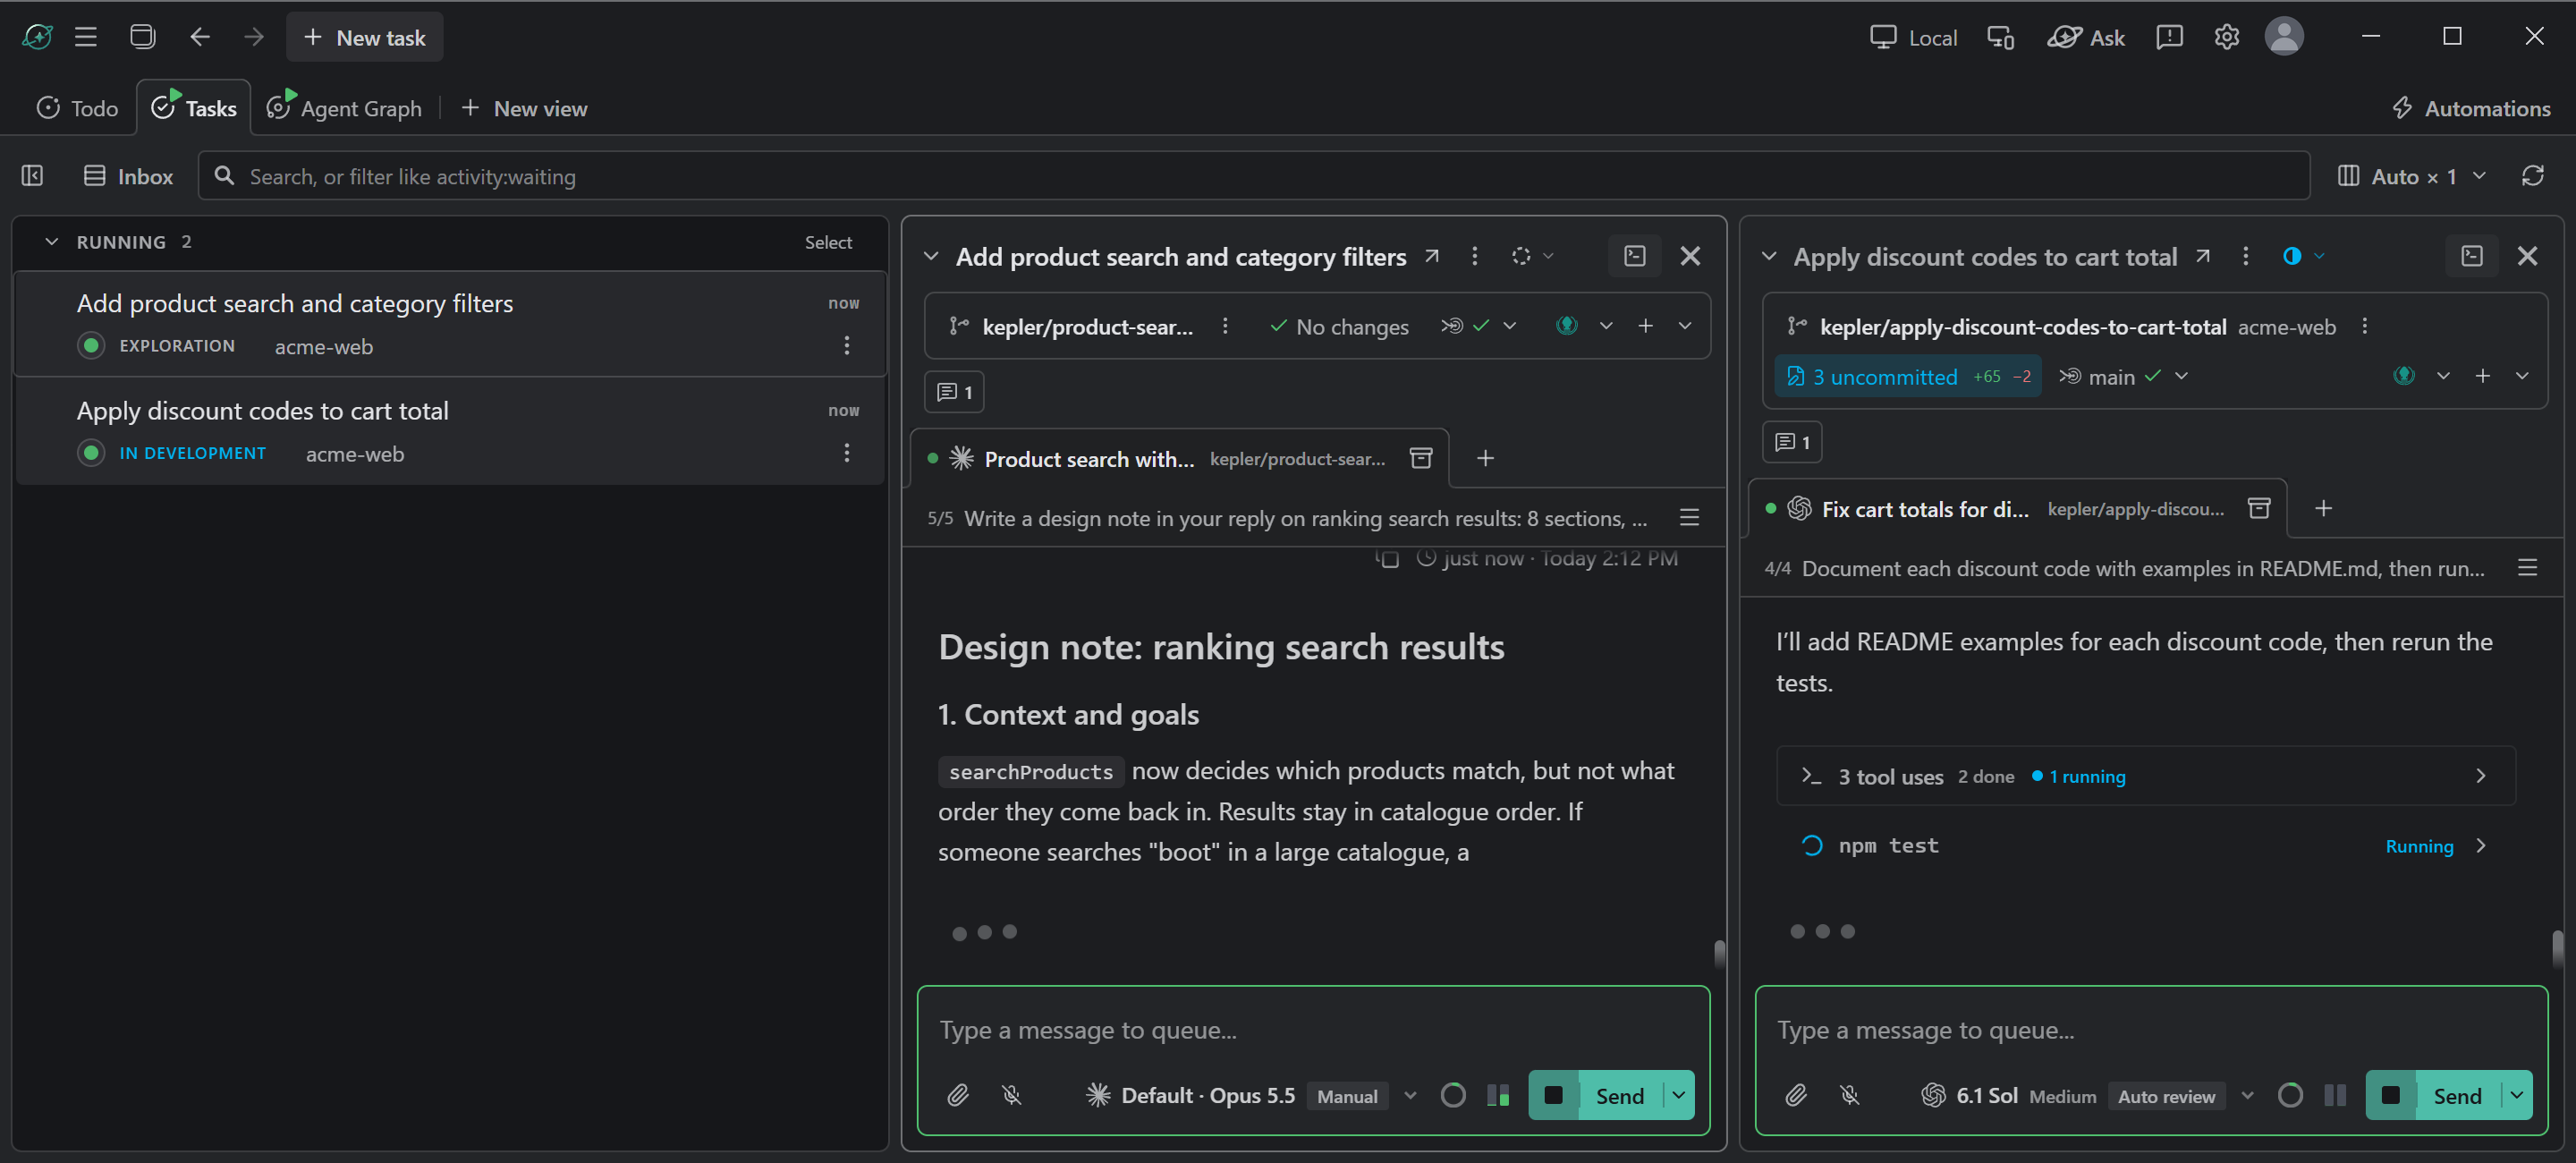 New task
Local
Ask
Todo
Tasks
Agent Graph
New view
Automations
Inbox
Search, or filter like activity:waiting
Auto × 1
RUNNING 2
Select
Add product search and category filters
now
EXPLORATION
acme-web
Apply discount codes to cart total
now
IN DEVELOPMENT
acme-web
Add product search and category filters
kepler/product-sear...
No changes
1
Product search with...
kepler/product-sear...
5/5 Write a design note in your reply on ranking search results: 8 sections, ...
just now · Today 2:12 PM
Design note: ranking search results
1. Context and goals
searchProducts now decides which products match, but not what
order they come back in. Results stay in catalogue order. If
someone searches "boot" in a large catalogue, a
Type a message to queue...
Default · Opus 5.5
Manual
Send
Apply discount codes to cart total
kepler/apply-discount-codes-to-cart-total acme-web
3 uncommitted +65 −2
main
1
Fix cart totals for di...
kepler/apply-discou...
4/4 Document each discount code with examples in README.md, then run...
I’ll add README examples for each discount code, then rerun the
tests.
3 tool uses 2 done 1 running
npm test
Running
Type a message to queue...
6.1 Sol Medium
Auto review
Send